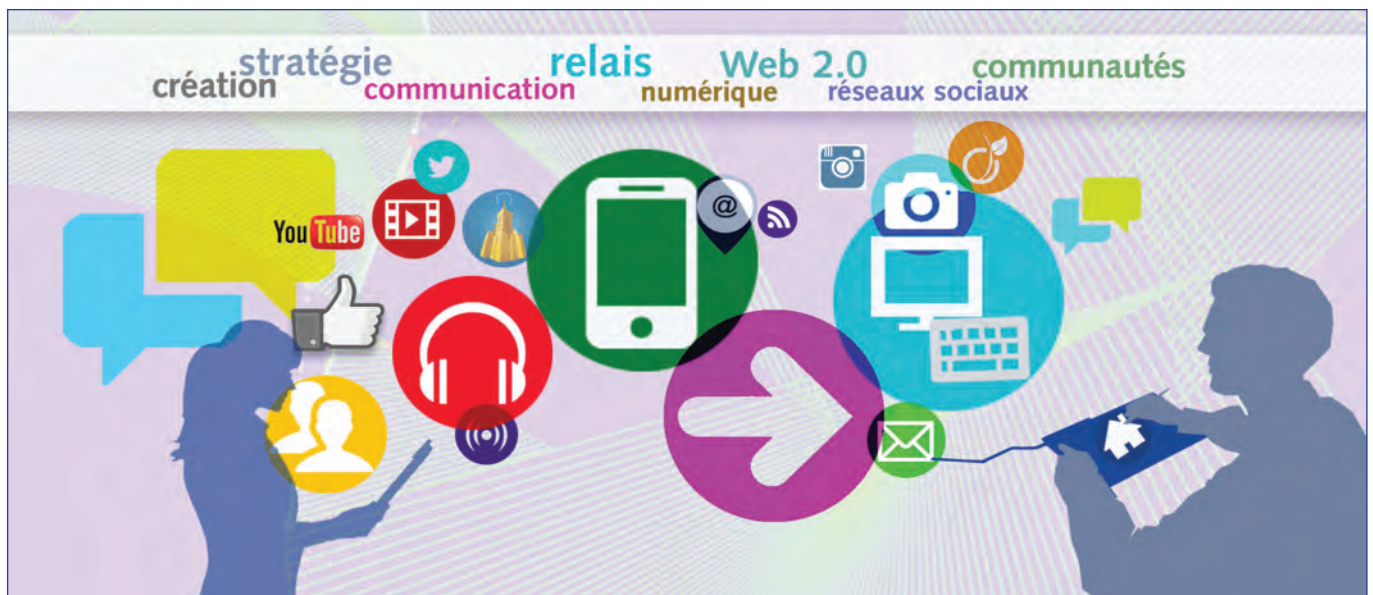 stratégie relais Web 2.0 communautés
création communication numérique réseaux sociaux
YouTube
@